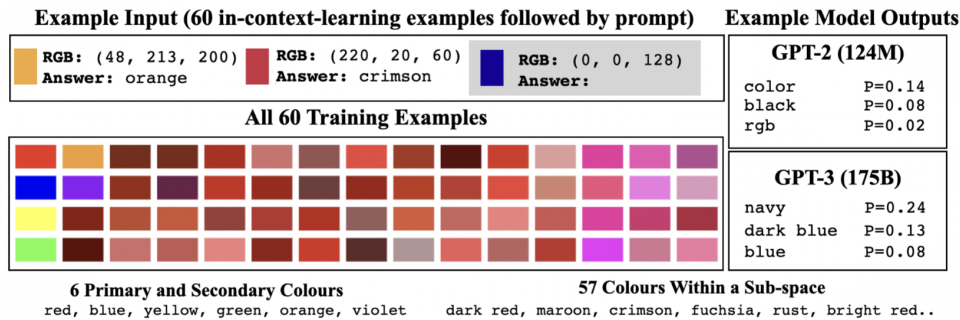 Example Input (60 in-context-learning examples followed by prompt)
RGB: (48, 213, 200)
Answer: orange
RGB: (220, 20, 60)
Answer: crimson
RGB: (0, 0, 128)
Answer:
All 60 Training Examples
6 Primary and Secondary Colours
red, blue, yellow, green, orange, violet
57 Colours Within a Sub-space
dark red, maroon, crimson, fuchsia, rust, bright red..
Example Model Outputs
GPT-2 (124M)
color P=0.14
black P=0.08
rgb P=0.02
GPT-3 (175B)
navy P=0.24
dark blue P=0.13
blue P=0.08